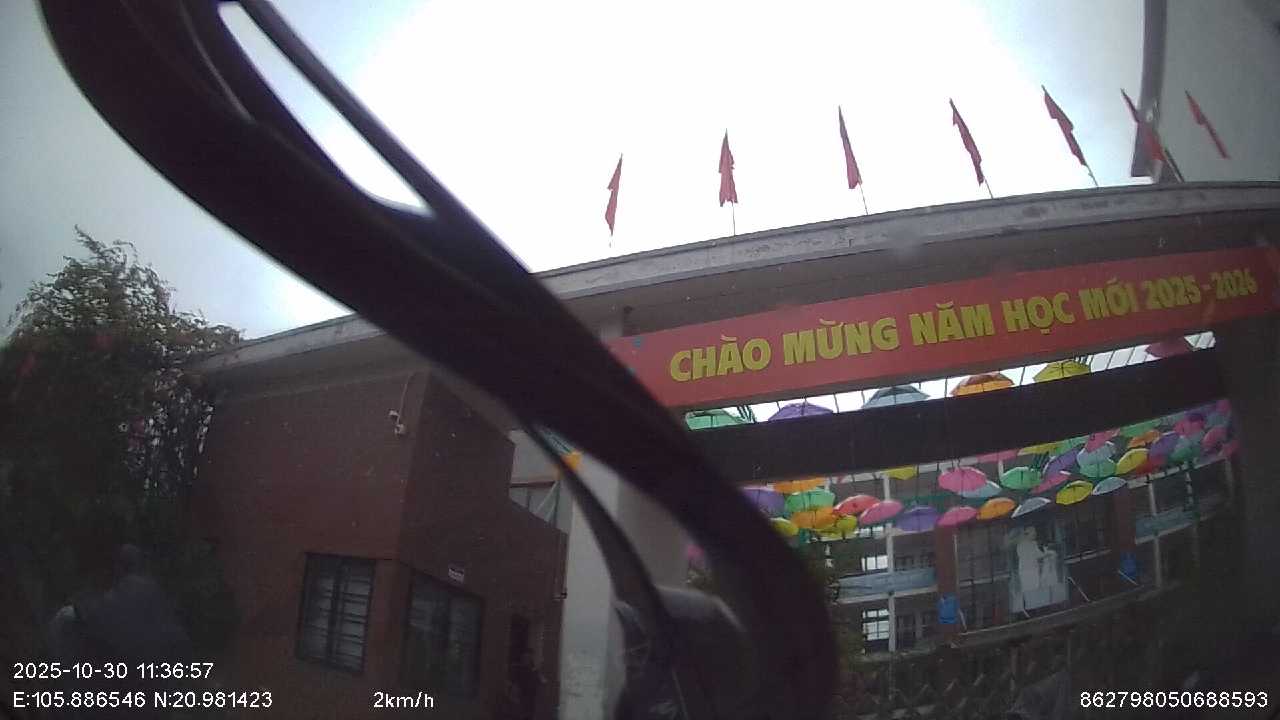 CHÀO MỪNG NĂM HỌC MỚI 2025-2026
2025-10-30 11:36:57
E:105.886546 N:20.981423 2km/h 862798050688593